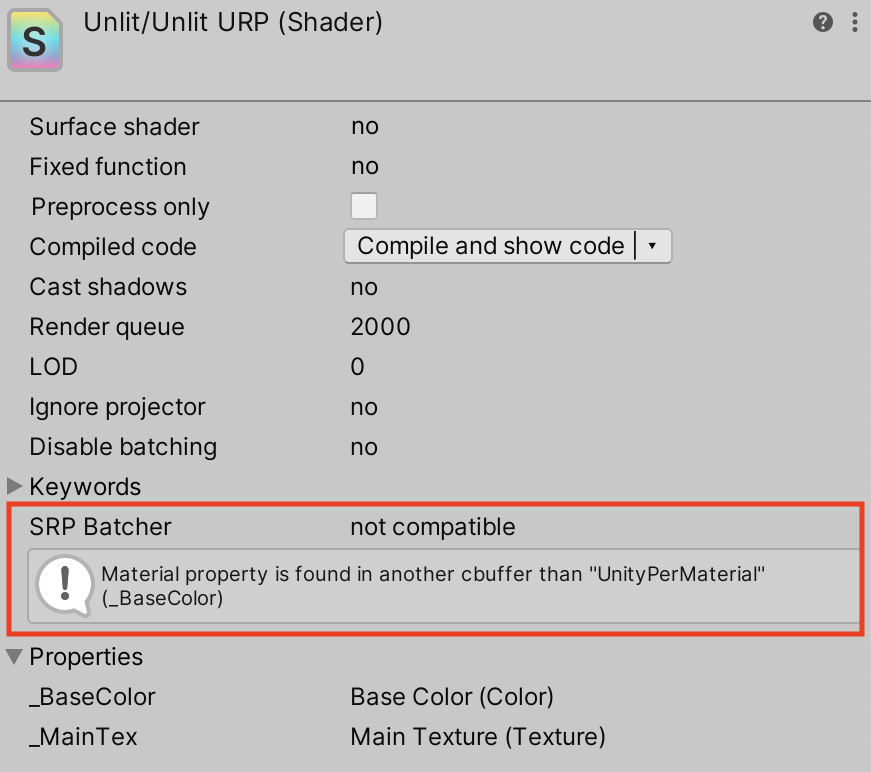 S
Unlit/Unlit URP (Shader)
?
Surface shader no
Fixed function no
Preprocess only
Compiled code Compile and show code
Cast shadows no
Render queue 2000
LOD 0
Ignore projector no
Disable batching no
Keywords
SRP Batcher not compatible
! Material property is found in another cbuffer than "UnityPerMaterial"
(_BaseColor)
Properties
_BaseColor Base Color (Color)
_MainTex Main Texture (Texture)